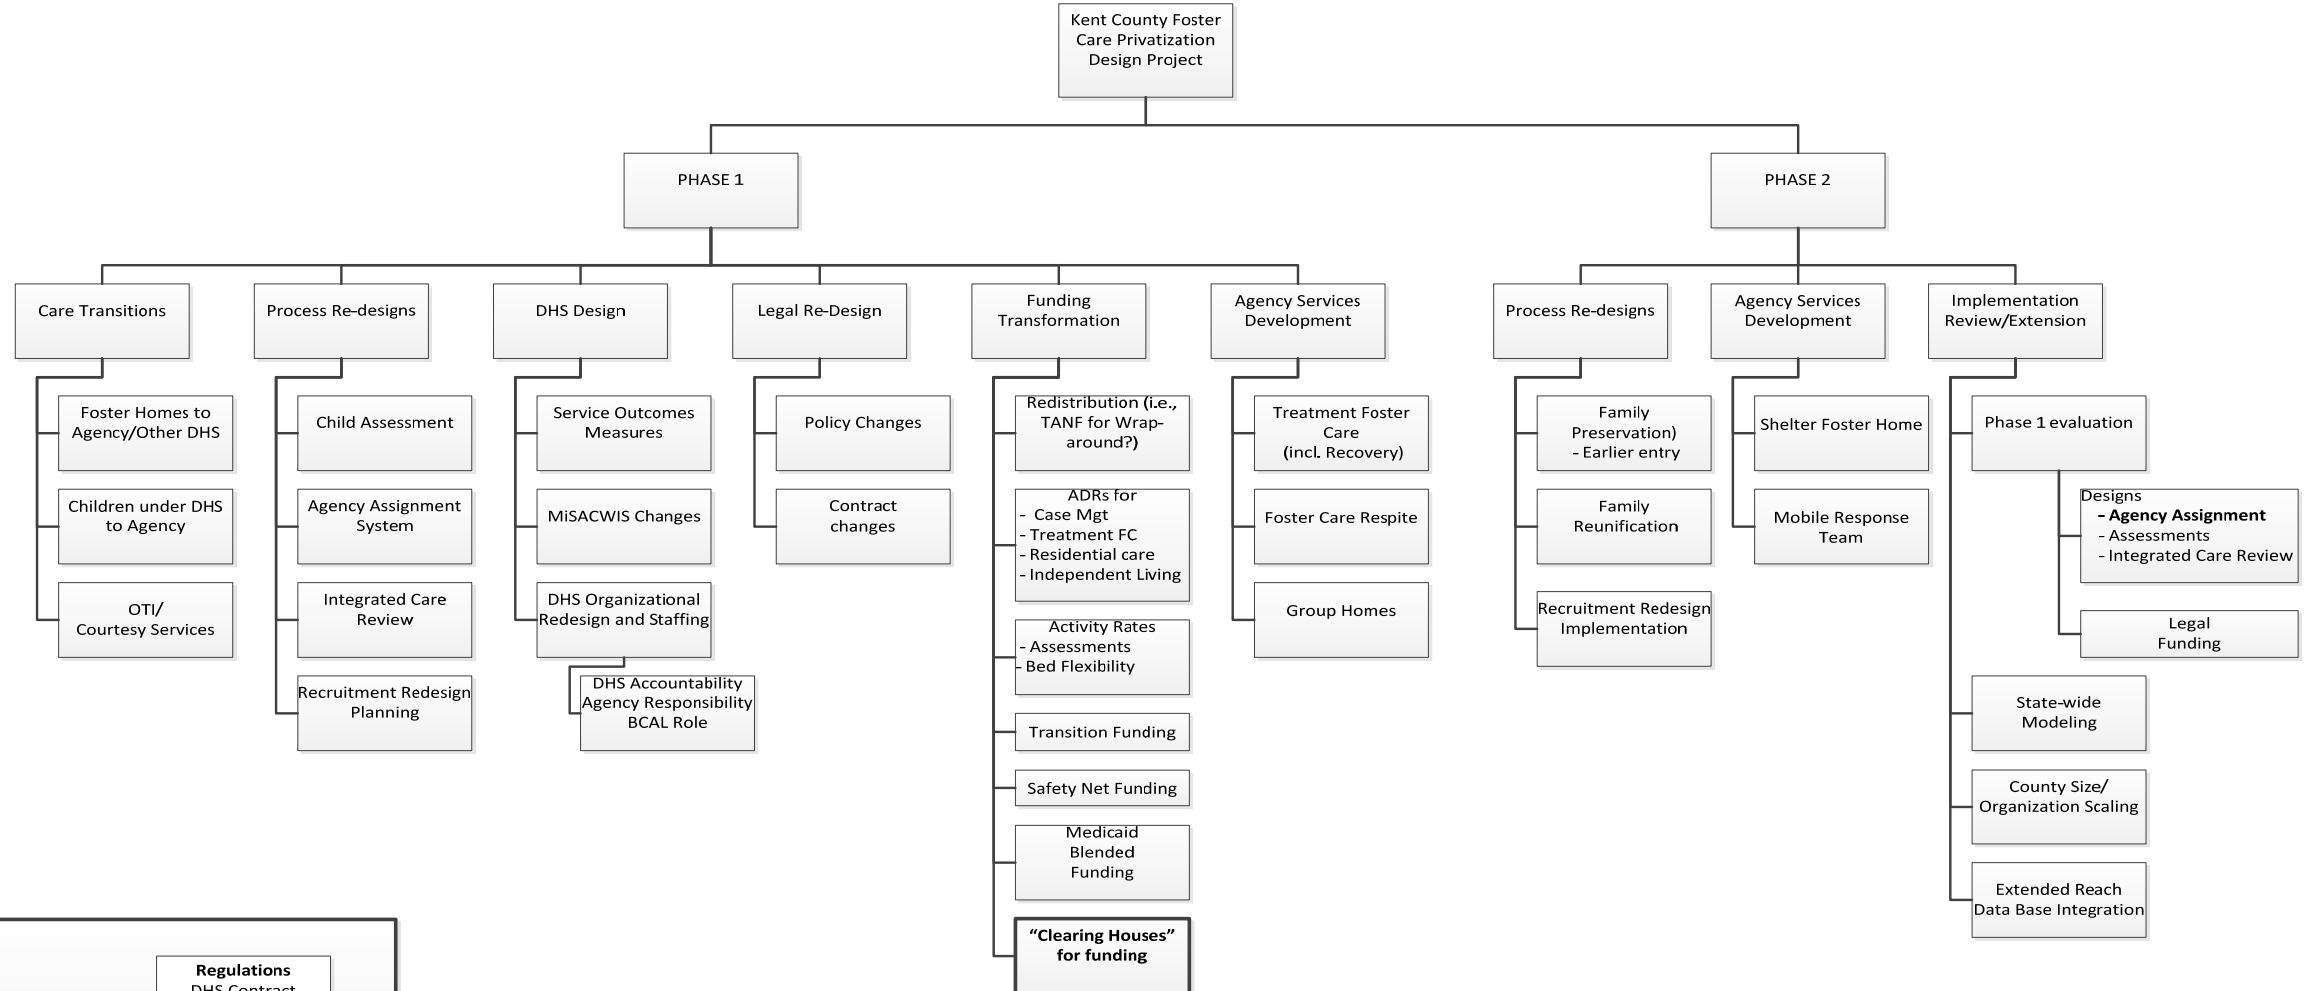 Kent County Foster
Care Privatization
Design Project
PHASE 1
PHASE 2
Care Transitions
Process Re-designs
DHS Design
Legal Re-Design
Funding
Transformation
Agency Services
Development
Process Re-designs
Agency Services
Development
Implementation
Review/Extension
Foster Homes to
Agency/Other DHS
Children under DHS
to Agency
OTI/
Courtesy Services
Child Assessment
Agency Assignment
System
Integrated Care
Review
Recruitment Redesign
Planning
Service Outcomes
Measures
MiSACWIS Changes
DHS Organizational
Redesign and Staffing
DHS Accountability
Agency Responsibility
BCAL Role
Policy Changes
Contract
changes
Redistribution (i.e.,
TANF for Wrap-
around?)
ADRs for
- Case Mgt
- Treatment FC
- Residential care
- Independent Living
Activity Rates
- Assessments
- Bed Flexibility
Transition Funding
Safety Net Funding
Medicaid
Blended
Funding
“Clearing Houses”
for funding
Treatment Foster
Care
(incl. Recovery)
Foster Care Respite
Group Homes
Family
Preservation)
- Earlier entry
Family
Reunification
Recruitment Redesign
Implementation
Shelter Foster Home
Mobile Response
Team
Phase 1 evaluation
Designs
- Agency Assignment
- Assessments
- Integrated Care Review
Legal
Funding
State-wide
Modeling
County Size/
Organization Scaling
Extended Reach
Data Base Integration
Regulations
DHS Contract